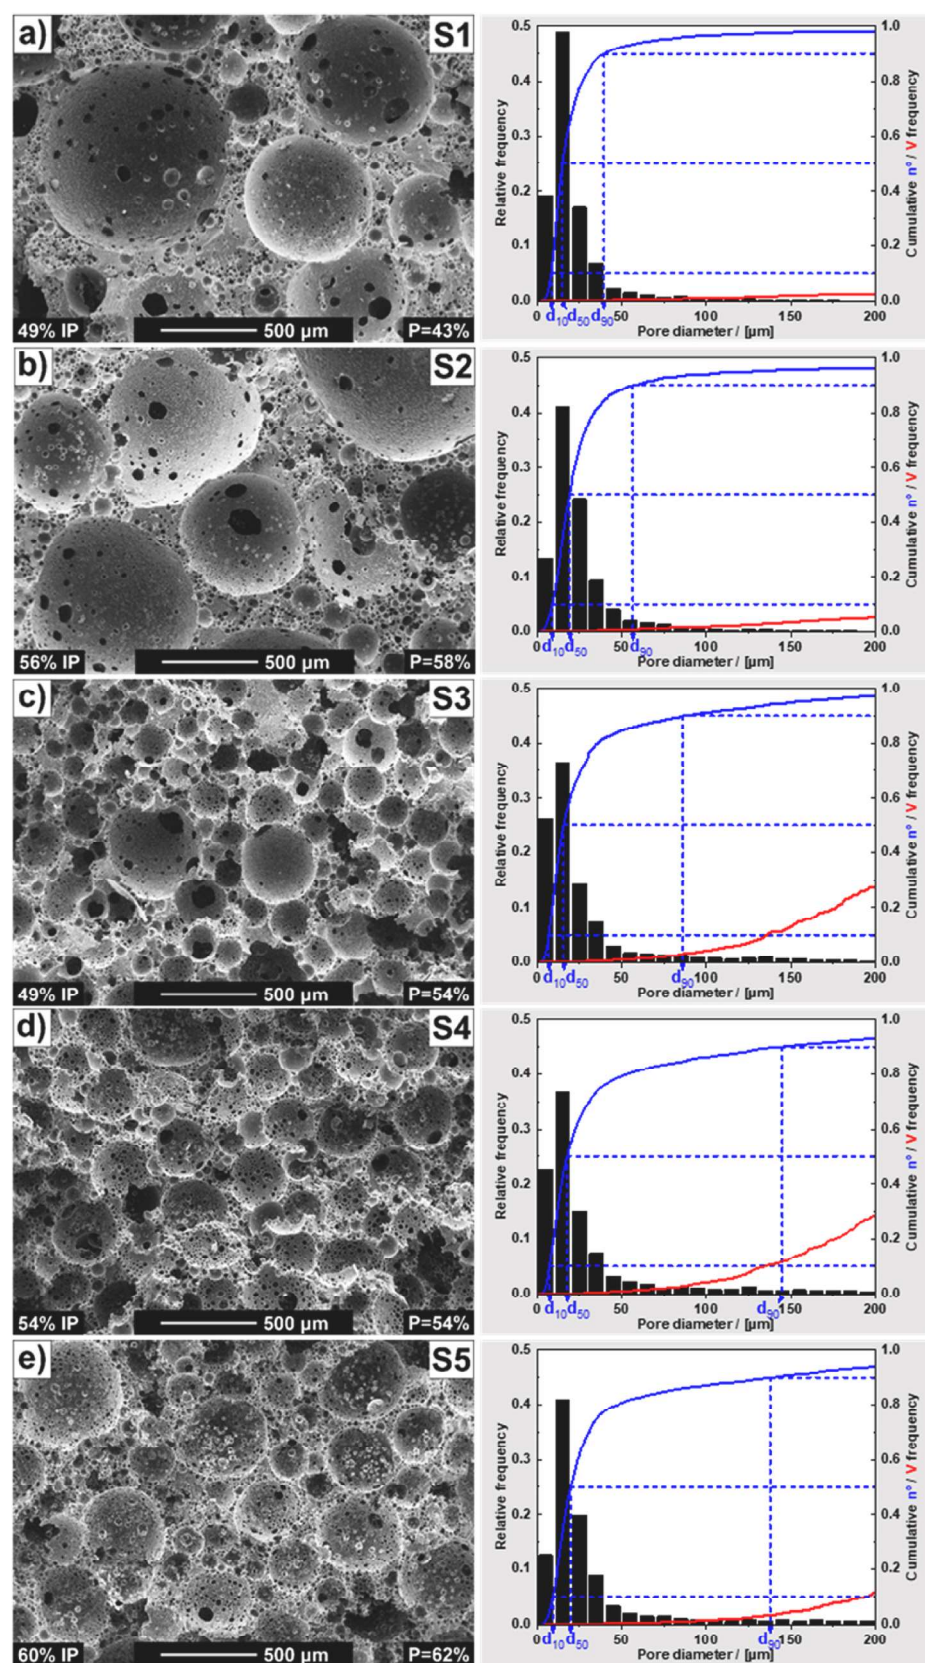 a) S1
49% IP 500 µm P=43%
Relative frequency
0.5
0.4
0.3
0.2
0.1
0.0
1.0
0.8
0.6
0.4
0.2
0.0
Cumulative n° / V frequency
0 50 100 150 200
d10 d50 d90
Pore diameter / [µm]
b) S2
56% IP 500 µm P=58%
Relative frequency
0.5
0.4
0.3
0.2
0.1
0.0
1.0
0.8
0.6
0.4
0.2
0.0
Cumulative n° / V frequency
0 50 100 150 200
d10 d50 d90
Pore diameter / [µm]
c) S3
49% IP 500 µm P=54%
Relative frequency
0.5
0.4
0.3
0.2
0.1
0.0
1.0
0.8
0.6
0.4
0.2
0.0
Cumulative n° / V frequency
0 50 100 150 200
d10 d50 d90
Pore diameter / [µm]
d) S4
54% IP 500 µm P=54%
Relative frequency
0.5
0.4
0.3
0.2
0.1
0.0
1.0
0.8
0.6
0.4
0.2
0.0
Cumulative n° / V frequency
0 50 100 150 200
d10 d50 d90
Pore diameter / [µm]
e) S5
60% IP 500 µm P=62%
Relative frequency
0.5
0.4
0.3
0.2
0.1
0.0
1.0
0.8
0.6
0.4
0.2
0.0
Cumulative n° / V frequency
0 50 100 150 200
d10 d50 d90
Pore diameter / [µm]